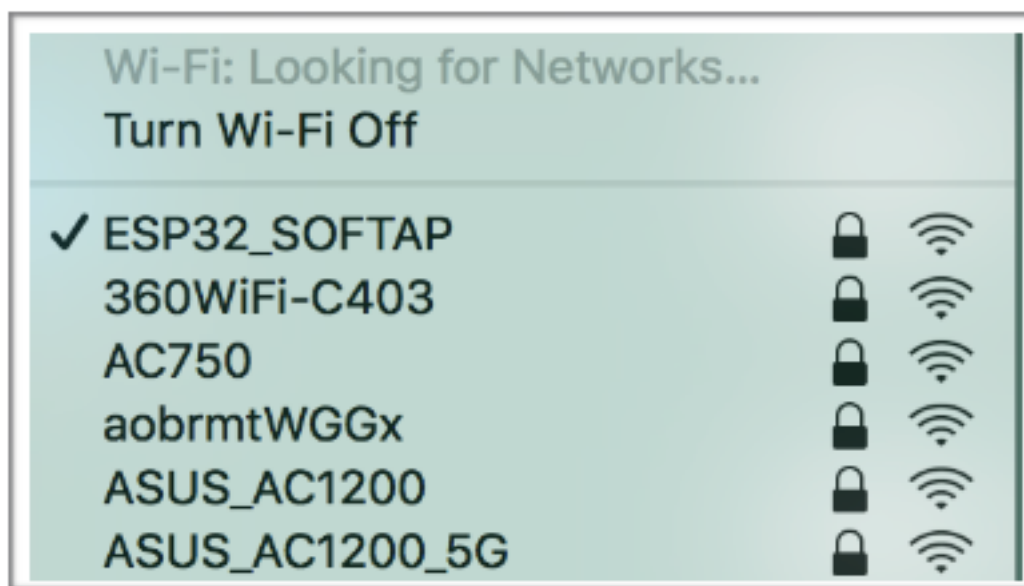 Wi-Fi: Looking for Networks...
Turn Wi-Fi Off
ESP32_SOFTAP
360WiFi-C403
AC750
aobrmtWGGx
ASUS_AC1200
ASUS_AC1200_5G